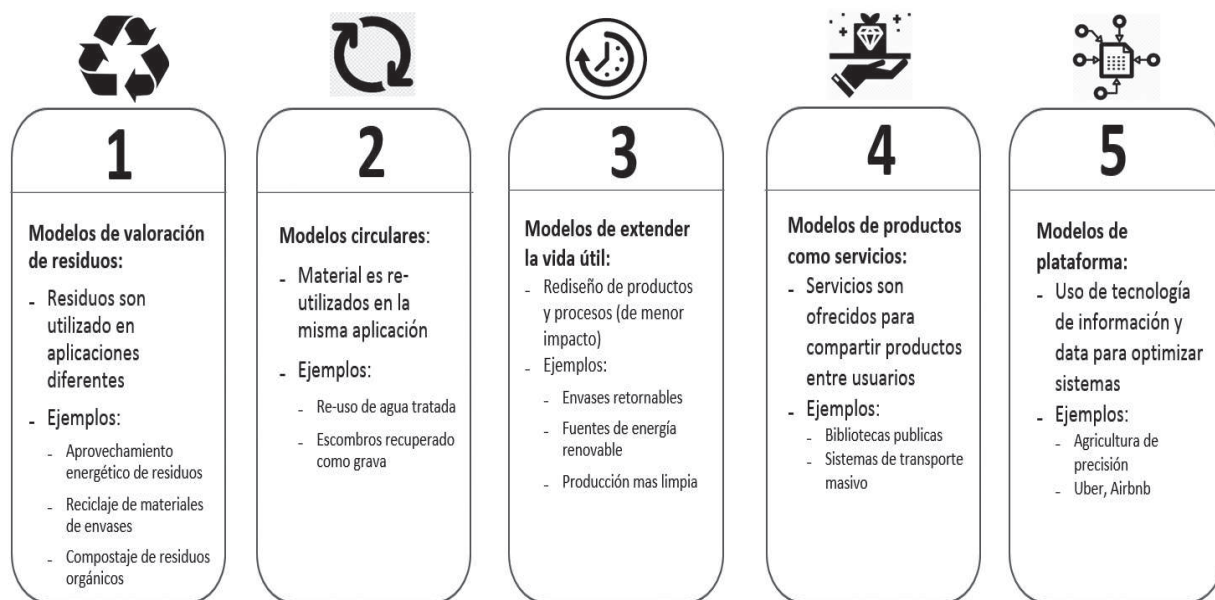 1
Modelos de valoración
de residuos:
- Residuos son
utilizado en
aplicaciones
diferentes
- Ejemplos:
- Aprovechamiento
energético de residuos
- Reciclaje de materiales
de envases
- Compostaje de residuos
orgánicos
2
Modelos circulares:
- Material es re-
utilizados en la
misma aplicación
- Ejemplos:
- Re-uso de agua tratada
- Escombros recuperado
como grava
3
Modelos de extender
la vida útil:
- Rediseño de productos
y procesos (de menor
impacto)
- Ejemplos:
- Envases retornables
- Fuentes de energía
renovable
- Producción mas limpia
4
Modelos de productos
como servicios:
- Servicios son
ofrecidos para
compartir productos
entre usuarios
- Ejemplos:
- Bibliotecas publicas
- Sistemas de transporte
masivo
5
Modelos de
plataforma:
- Uso de tecnología
de información y
data para optimizar
sistemas
- Ejemplos:
- Agricultura de
precisión
- Uber, Airbnb